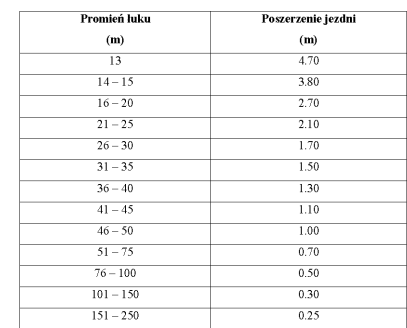 Promień łuku Poszerzenie jezdni
(m) (m)
13 4.70
14 – 15 3.80
16 – 20 2.70
21 – 25 2.10
26 – 30 1.70
31 – 35 1.50
36 – 40 1.30
41 – 45 1.10
46 – 50 1.00
51 – 75 0.70
76 – 100 0.50
101 – 150 0.30
151 – 250 0.25